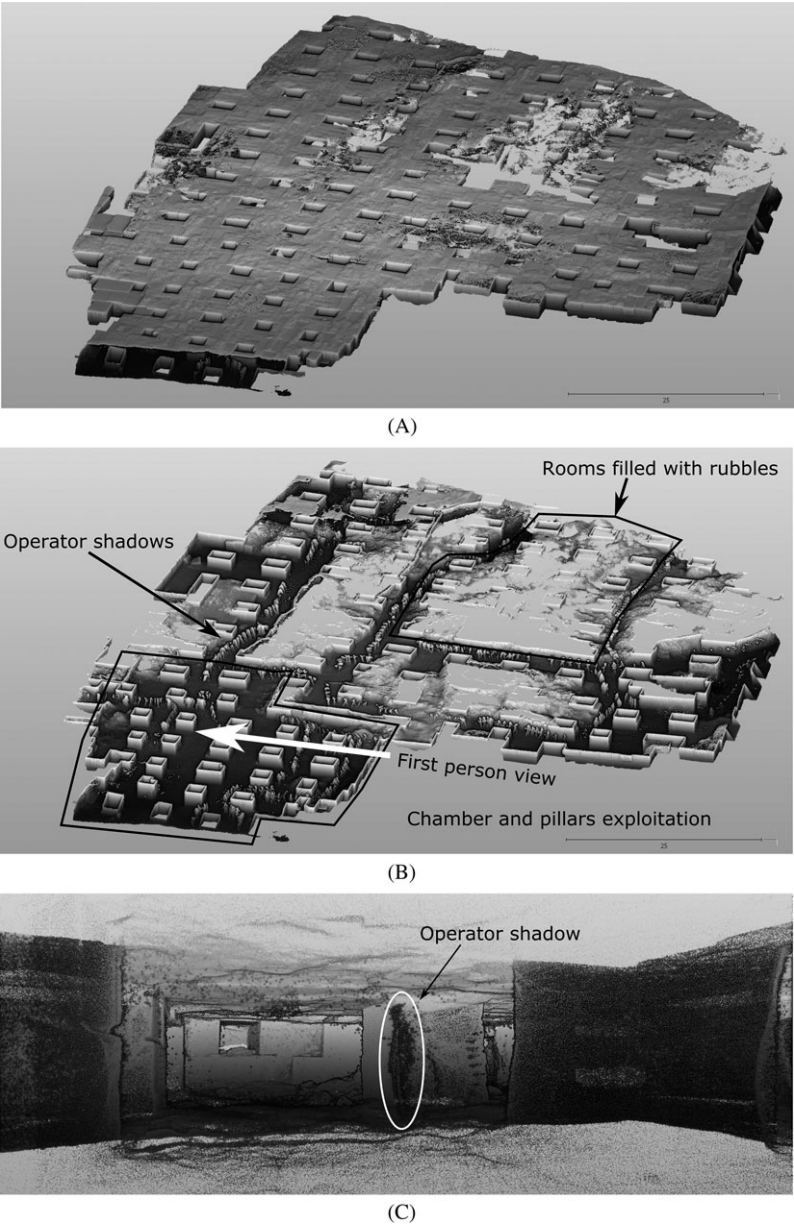 25
(A)
Rooms filled with rubbles
Operator shadows
First person view
Chamber and pillars exploitation
25
(B)
Operator shadow
(C)